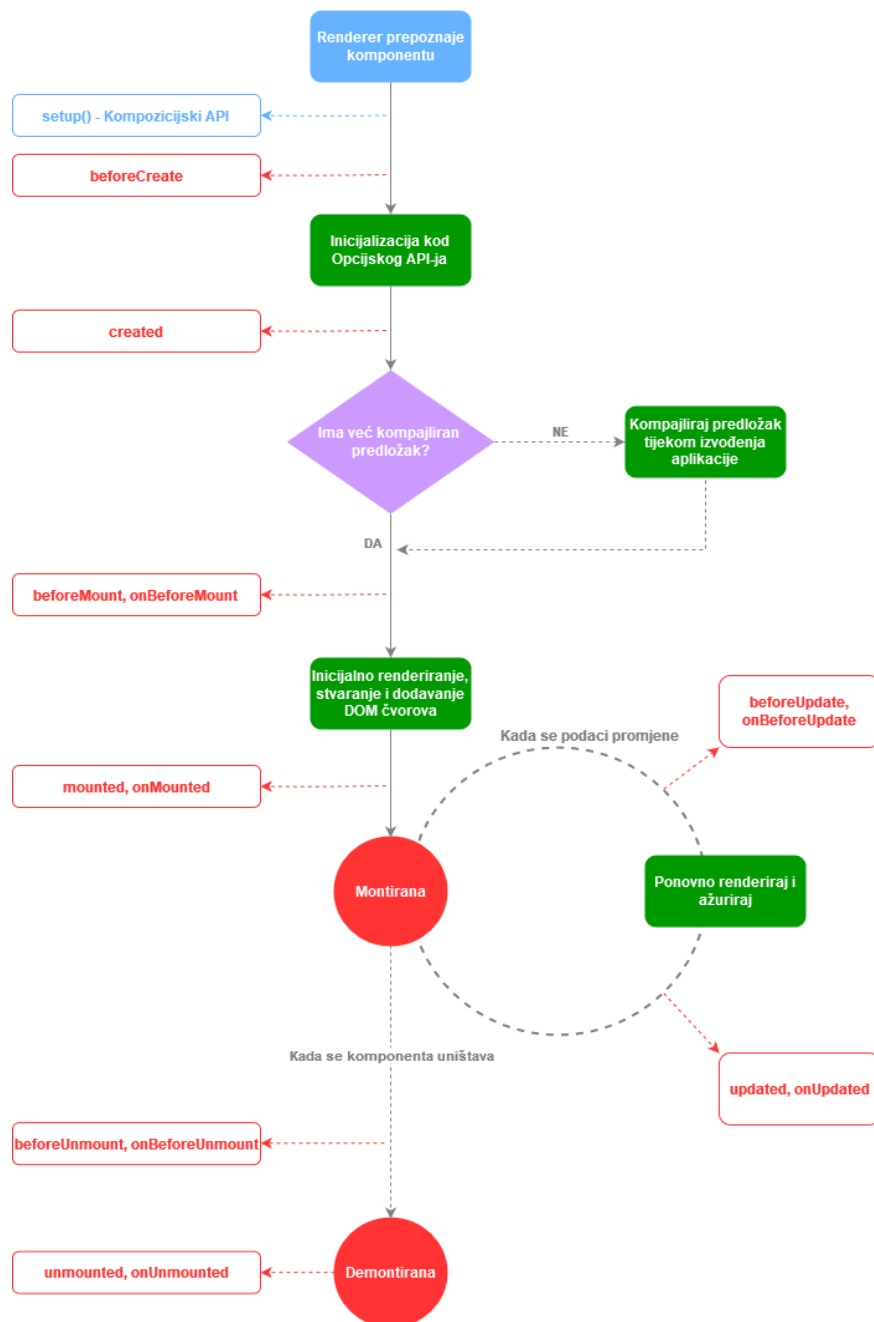 Renderer prepoznaje
komponentu
setup() - Kompozicijski API
beforeCreate
Inicijalizacija kod
Opcijskog API-ja
created
Ima već kompajliran
predložak?
NE
Kompajliraj predložak
tijekom izvođenja
aplikacije
DA
beforeMount, onBeforeMount
Inicijalno renderiranje,
stvaranje i dodavanje
DOM čvorova
beforeUpdate,
onBeforeUpdate
Kada se podaci promjene
mounted, onMounted
Montirana
Ponovno renderiraj i
ažuriraj
Kada se komponenta uništava
updated, onUpdated
beforeUnmount, onBeforeUnmount
unmounted, onUnmounted
Demontirana